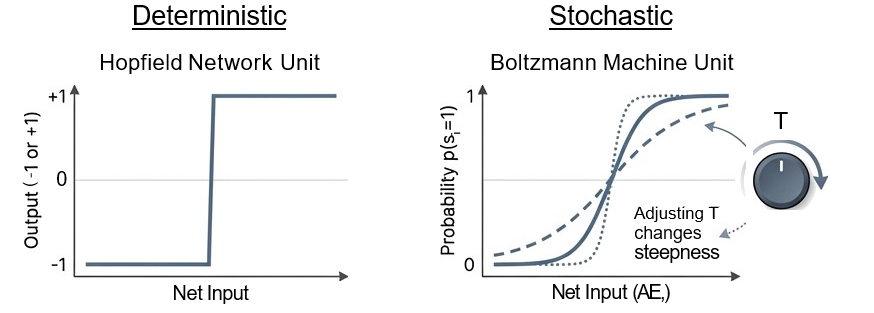 Deterministic
Hopfield Network Unit
+1
0
-1
Output (-1 or +1)
Net Input
Stochastic
Boltzmann Machine Unit
1
0
Probability p(sᵢ=1)
Net Input (AE,)
T
Adjusting T
changes
steepness